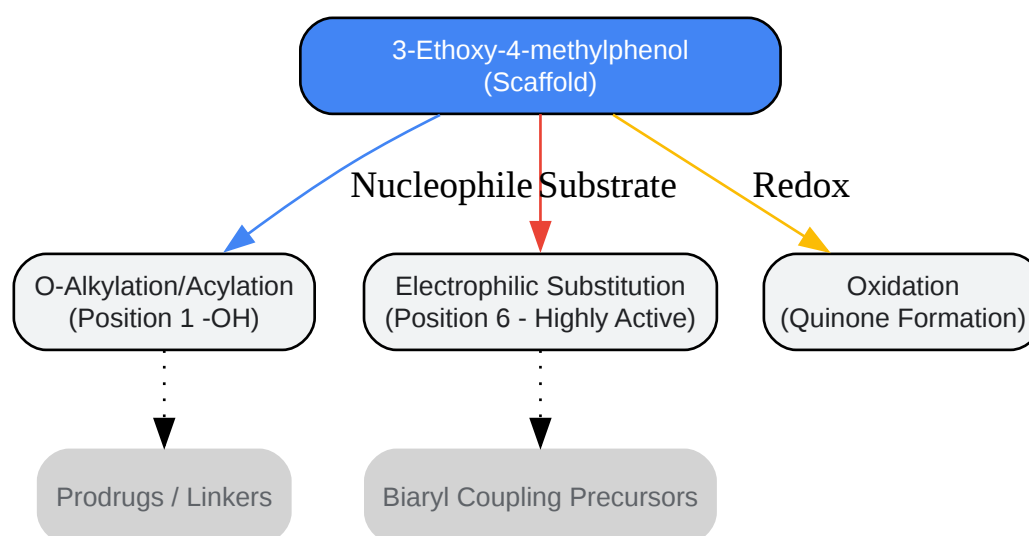 3-Ethoxy-4-methylphenol
(Scaffold)
Nucleophile
Substrate
Redox
O-Alkylation/Acylation
(Position 1 -OH)
Electrophilic Substitution
(Position 6 - Highly Active)
Oxidation
(Quinone Formation)
Prodrugs / Linkers
Biaryl Coupling Precursors